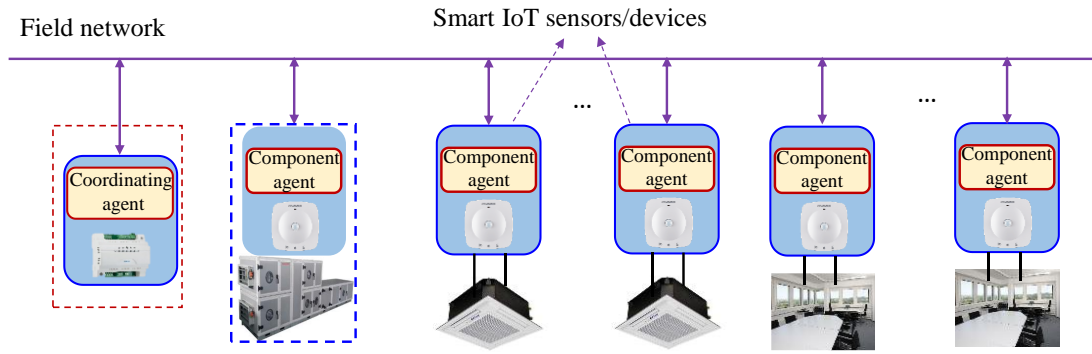 Smart IoT sensors/devices
Field network
...
...
Coordinating
agent
Component
agent
Component
agent
Component
agent
Component
agent
Component
agent